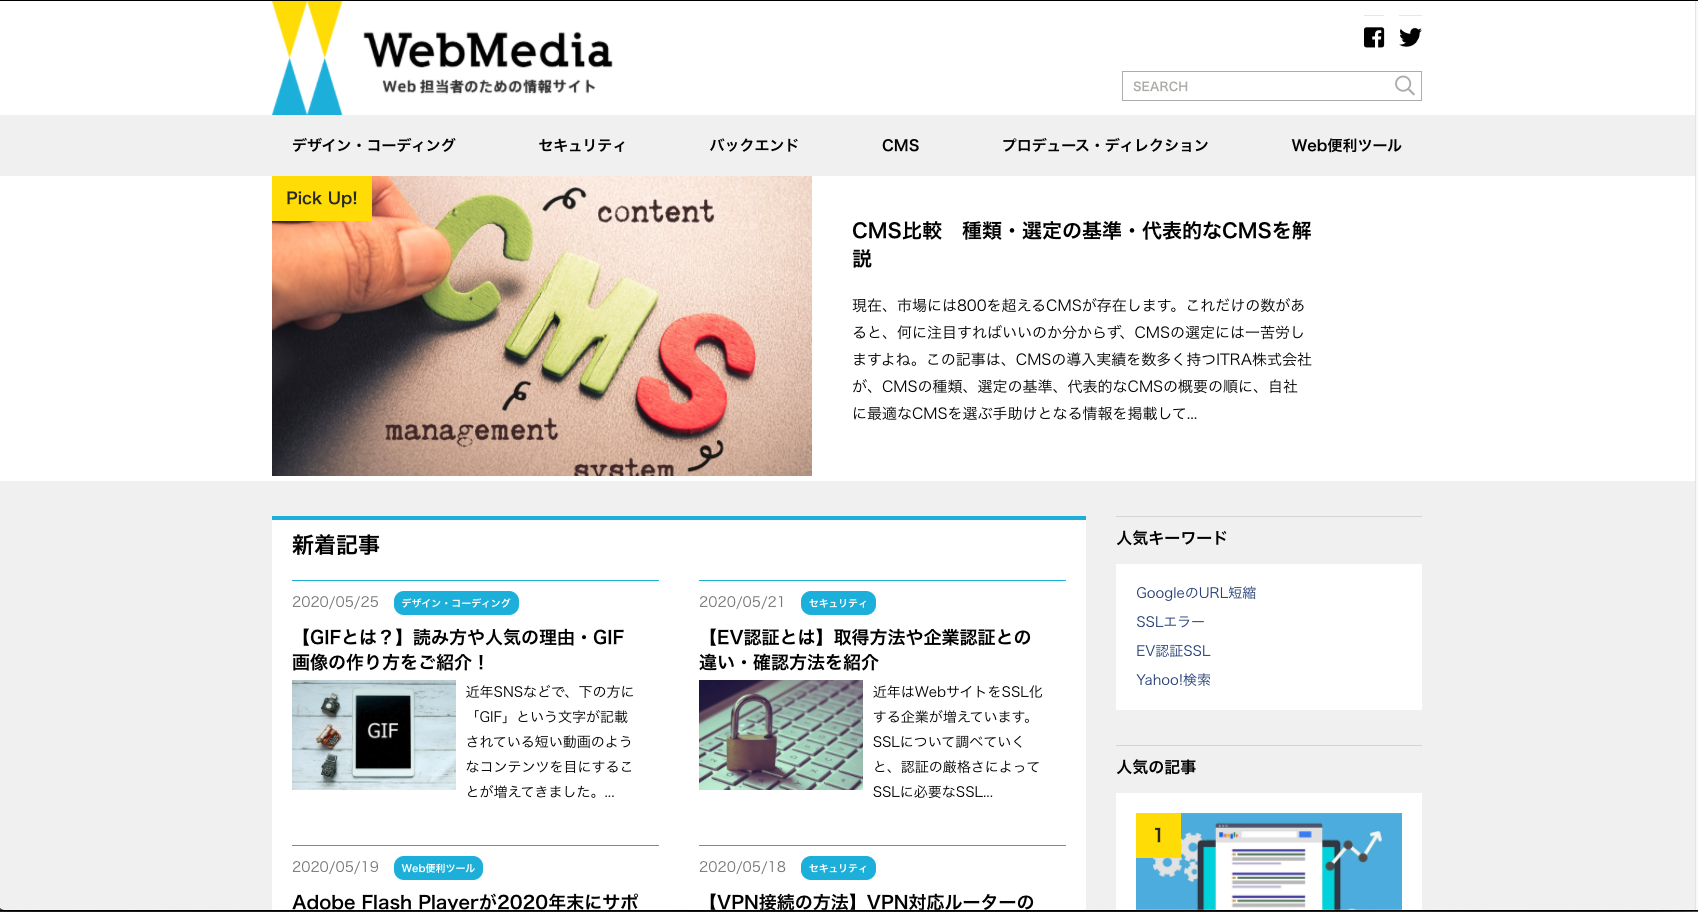 WebMedia
Web 担当者のための情報サイト
SEARCH
デザイン・コーディング
セキュリティ
バックエンド
CMS
プロデュース・ディレクション
Web便利ツール
Pick Up!
content
CMS
management
system
CMS比較　種類・選定の基準・代表的なCMSを解
説
現在、市場には800を超えるCMSが存在します。これだけの数があ
ると、何に注目すればいいのか分からず、CMSの選定には一苦労し
ますよね。この記事は、CMSの導入実績を数多く持つITRA株式会社
が、CMSの種類、選定の基準、代表的なCMSの概要の順に、自社
に最適なCMSを選ぶ手助けとなる情報を掲載して...
新着記事
2020/05/25 デザイン・コーディング
【GIFとは？】読み方や人気の理由・GIF
画像の作り方をご紹介！
GIF
近年SNSなどで、下の方に
「GIF」という文字が記載
されている短い動画のよう
なコンテンツを目にするこ
とが増えてきました。...
2020/05/21 セキュリティ
【EV認証とは】取得方法や企業認証との
違い・確認方法を紹介
近年はWebサイトをSSL化
する企業が増えています。
SSLについて調べていく
と、認証の厳格さによって
SSLに必要なSSL...
2020/05/19 Web便利ツール
Adobe Flash Playerが2020年末にサポ
2020/05/18 セキュリティ
【VPN接続の方法】VPN対応ルーターの
人気キーワード
GoogleのURL短縮
SSLエラー
EV認証SSL
Yahoo!検索
人気の記事
1
Google